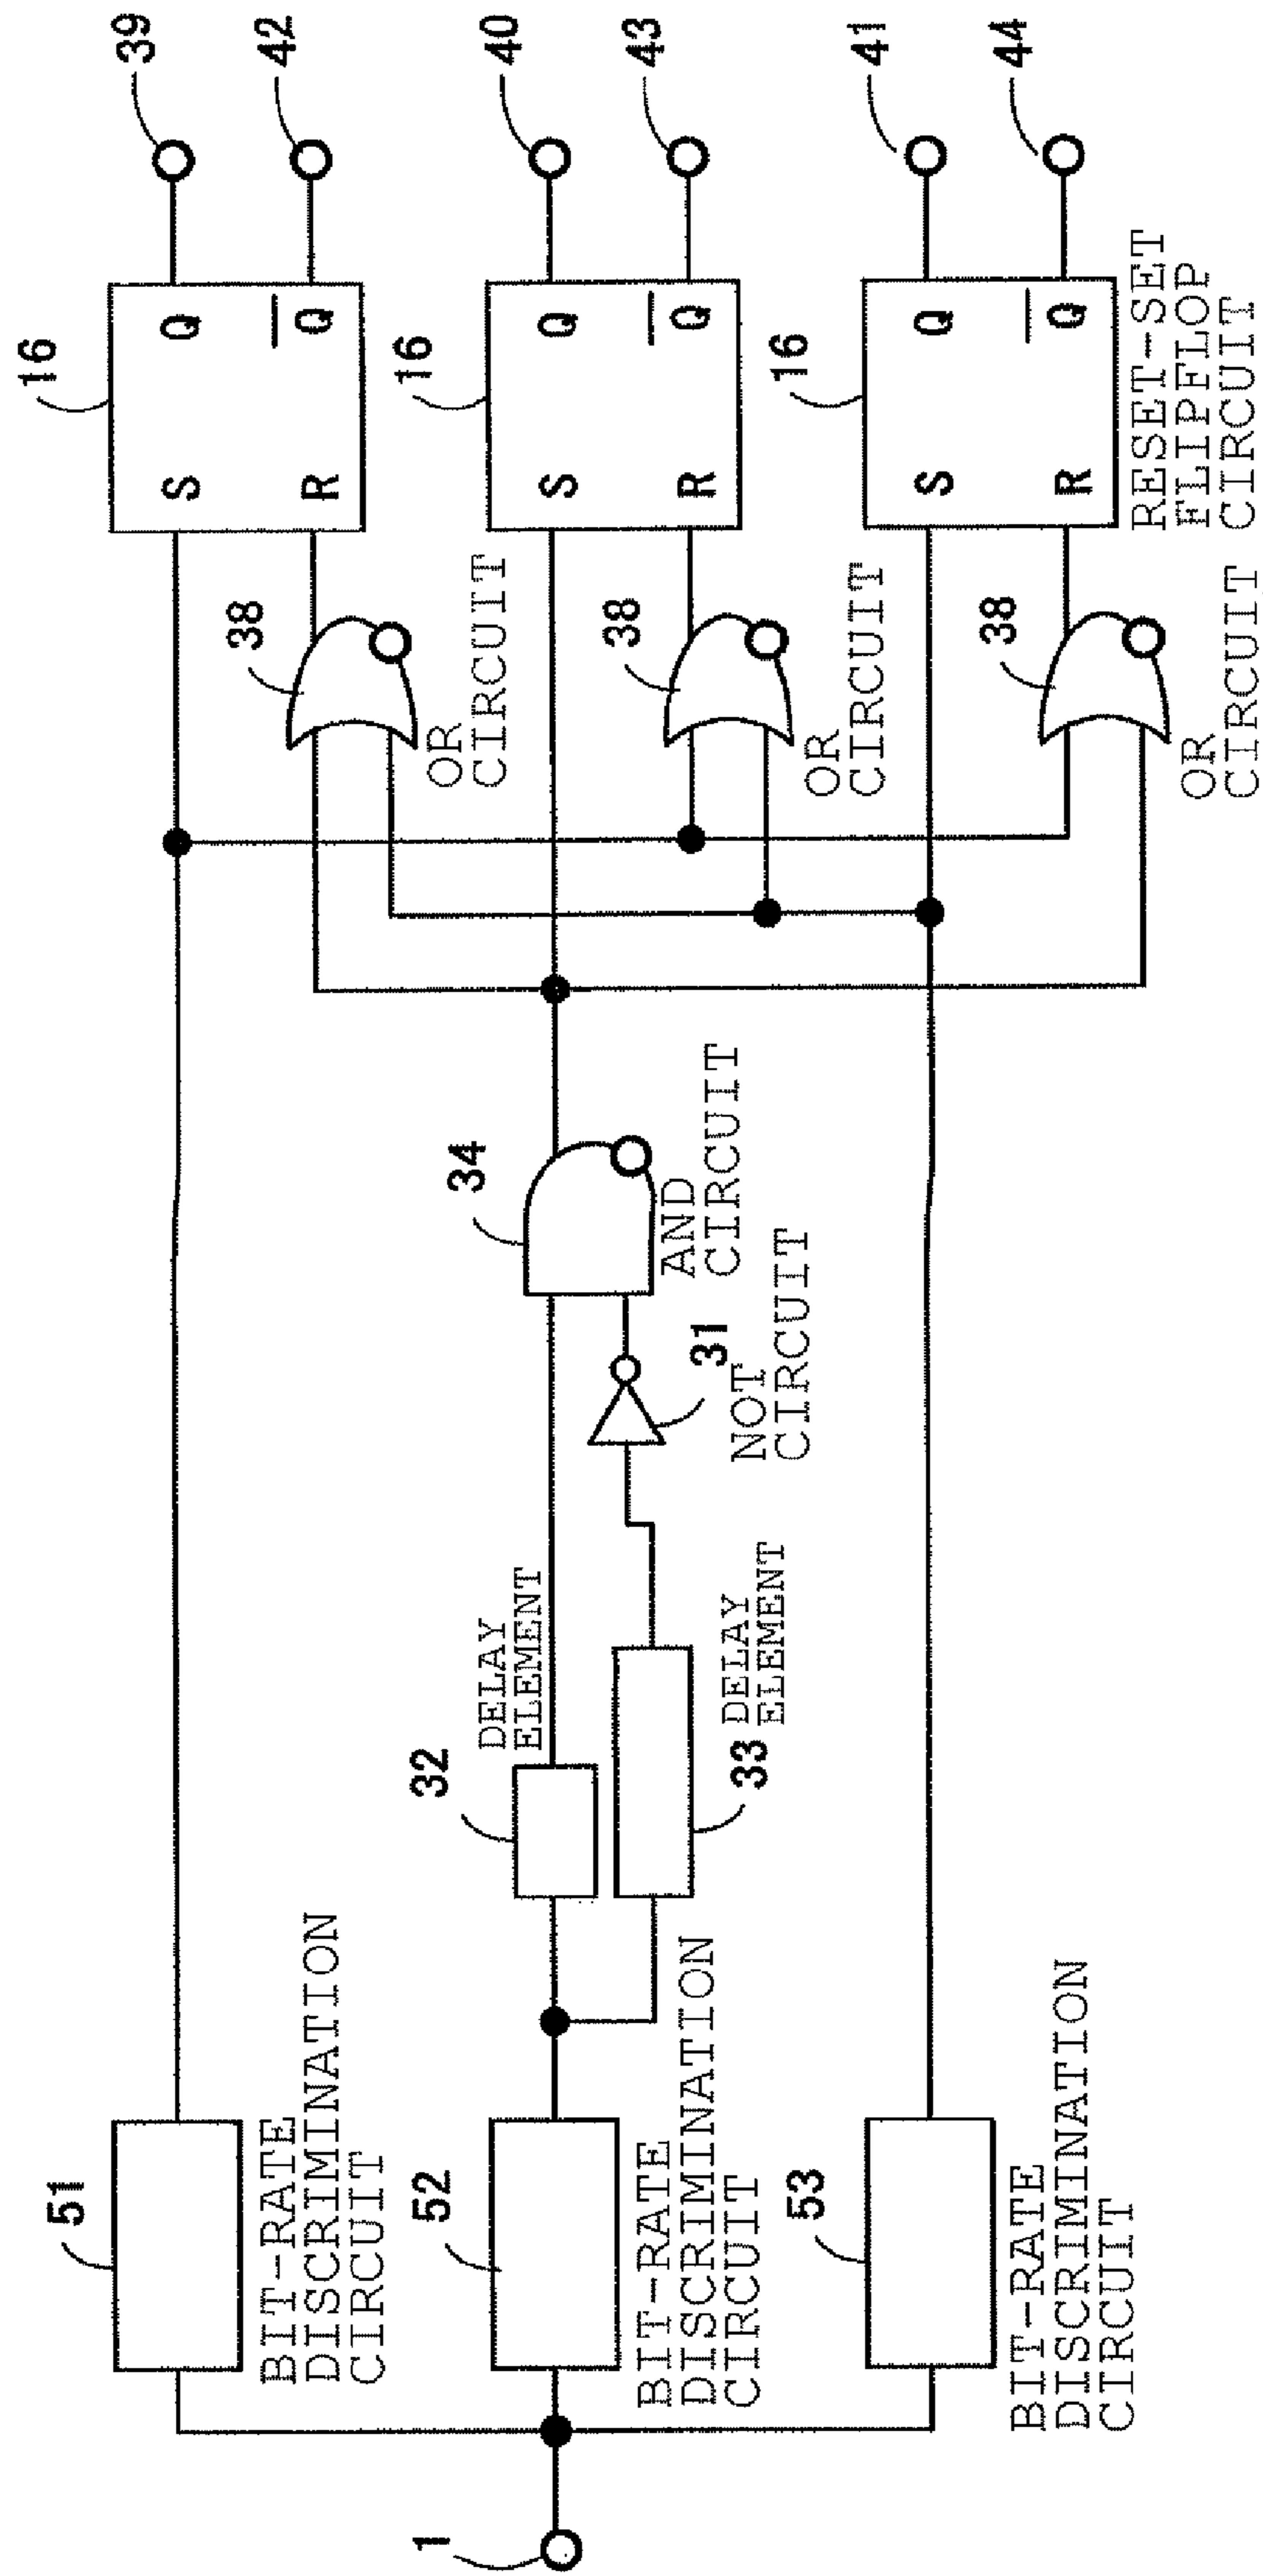 1
51
BIT-RATE
DISCRIMINATION
CIRCUIT
52
BIT-RATE
DISCRIMINATION
CIRCUIT
53
BIT-RATE
DISCRIMINATION
CIRCUIT
32
DELAY
ELEMENT
33
DELAY
ELEMENT
31
NOT
CIRCUIT
34
AND
CIRCUIT
38
OR
CIRCUIT
38
OR
CIRCUIT
38
OR
CIRCUIT
16
S
Q
R
Q
16
S
Q
R
Q
16
S
Q
R
Q
RESET-SET
FLIPFLOP
CIRCUIT
39
42
40
43
41
44